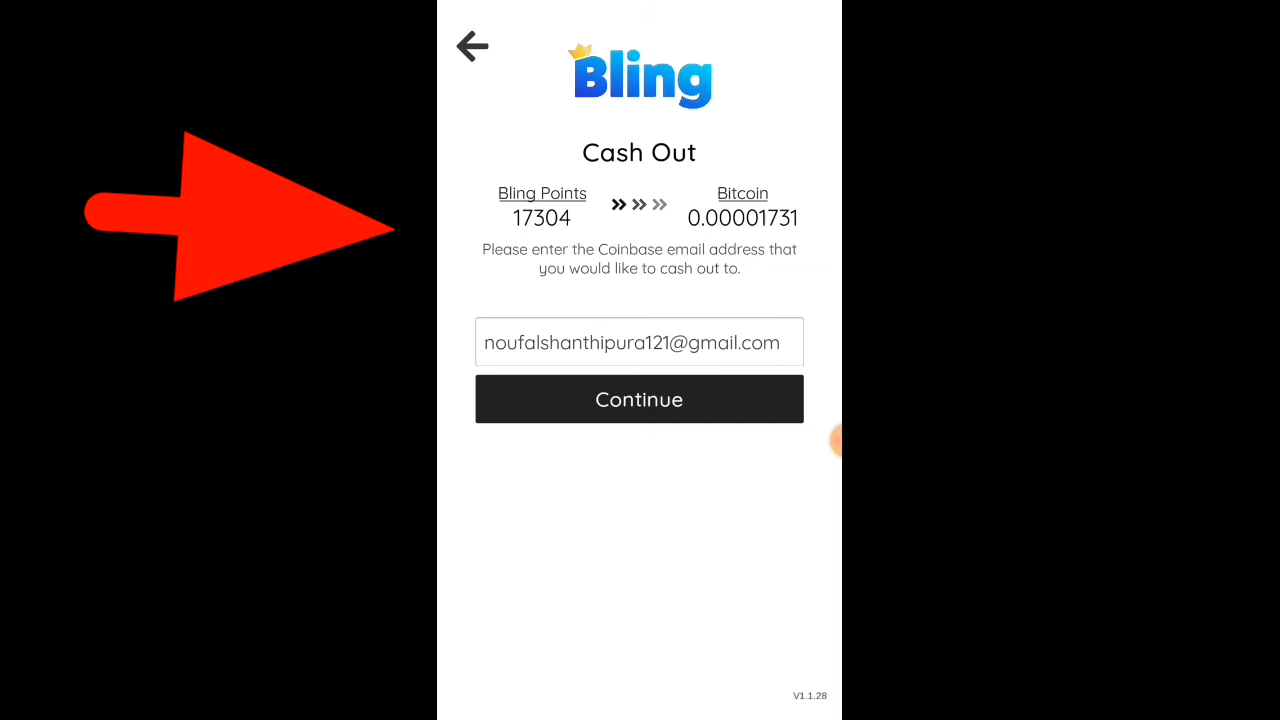 Bling
Cash Out
Bling Points
Bitcoin
17304
0.00001731
Please enter the Coinbase email address that
you would like to cash out to.
noufalshanthipura121@gmail.com
Continue
V1.1.28